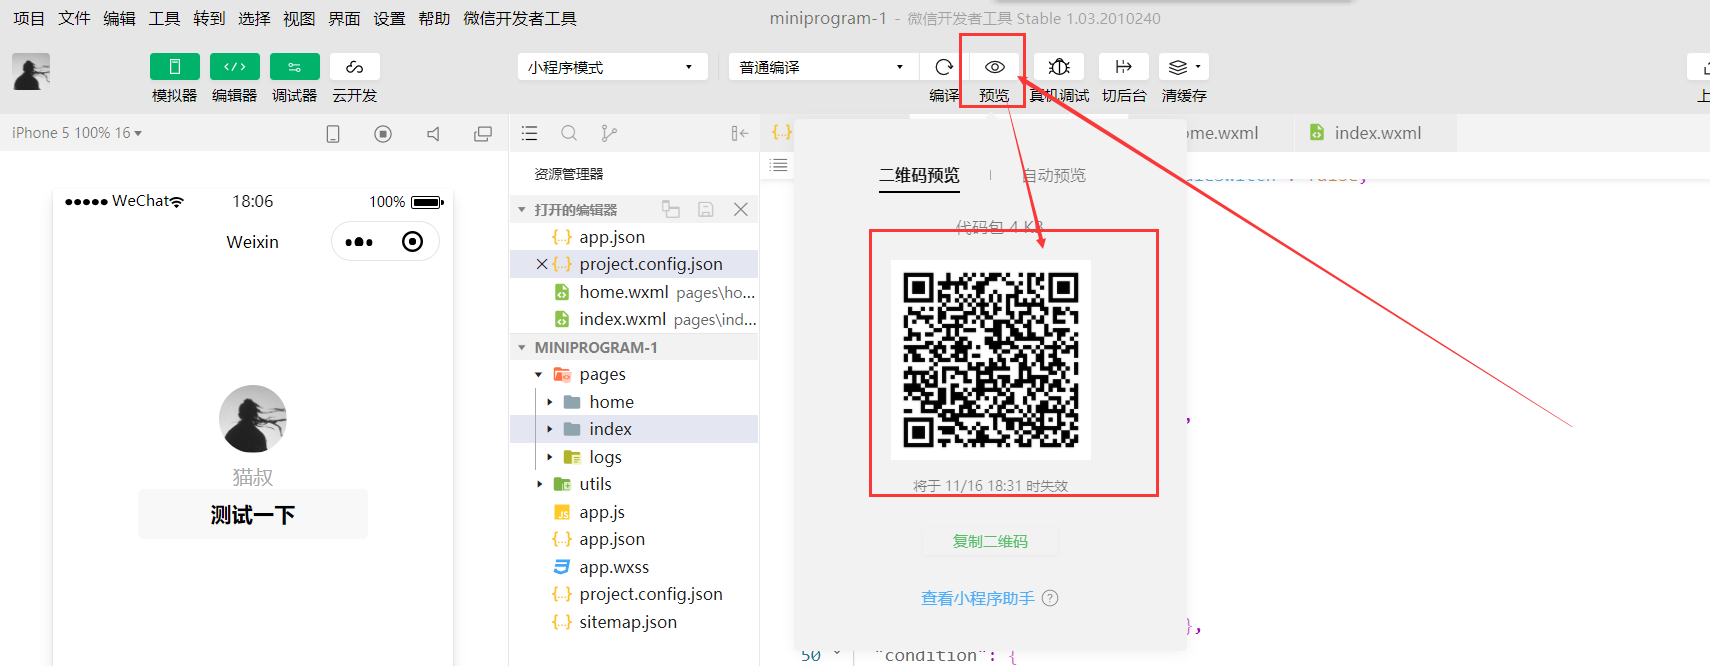 项目 文件 编辑 工具 转到 选择 视图 界面 设置 帮助 微信开发者工具
miniprogram-1 - 微信开发者工具 Stable 1.03.2010240
小程序模式
普通编译
模拟器 编辑器 调试器 云开发
编译 预览 真机调试 切后台 清缓存
上
iPhone 5 100% 16
WeChat
18:06
100%
Weixin
猫叔
测试一下
资源管理器
打开的编辑器
app.json
project.config.json
home.wxml pages\ho...
index.wxml pages\ind...
MINIPROGRAM-1
pages
home
index
logs
utils
app.js
app.json
app.wxss
project.config.json
sitemap.json
ome.wxml
index.wxml
二维码预览
自动预览
代码包 4 KB
将于 11/16 18:31 时失效
复制二维码
查看小程序助手 ?
,
},
50 "condition": {